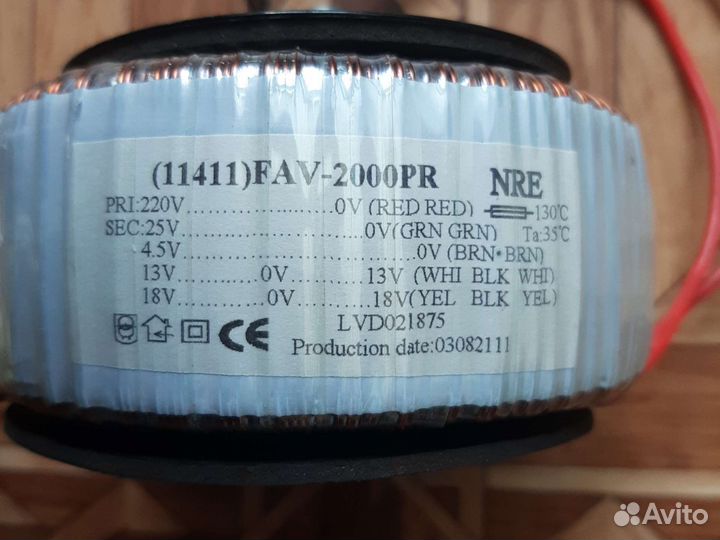 (11411)FAV-2000PR NRE
PRI:220V........................0V (RED RED) 130℃
SEC:25V...........................0V(GRN GRN) Ta:35℃
4.5V....................................0V (BRN•BRN)
13V..............0V..............13V (WHI BLK WHI)
18V...............0V.............18V(YEL BLK YEL)
LVD021875
CE Production date:03082111
Avito